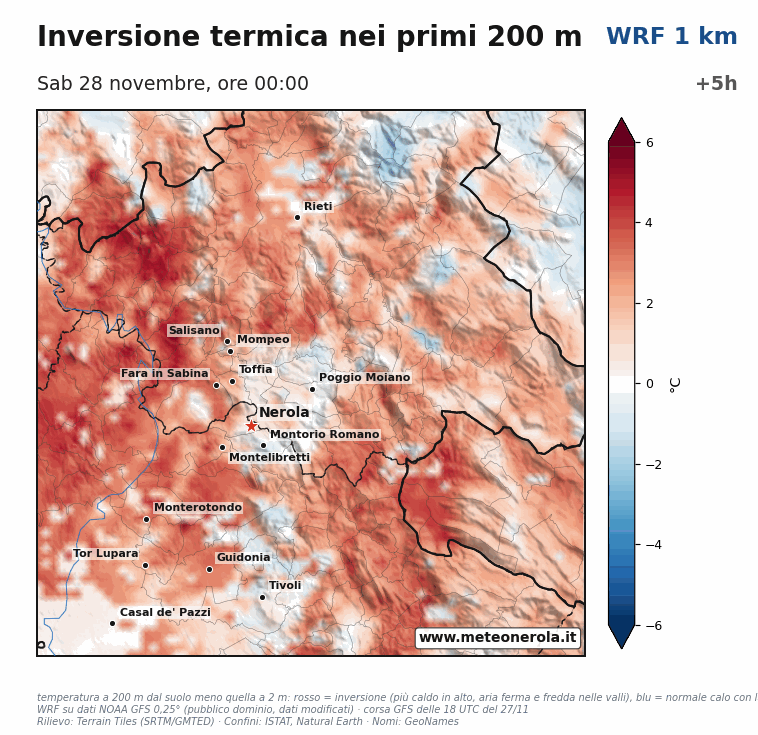 Inversione termica nei primi 200 m WRF 1 km
Sab 28 novembre, ore 00:00 +5h
Rieti
Salisano
Mompeo
Fara in Sabina
Toffia
Poggio Moiano
Nerola
Montorio Romano
Montelibretti
Monterotondo
Tor Lupara
Guidonia
Tivoli
Casal de' Pazzi
www.meteonerola.it
6
4
2
0
−2
−4
−6
°C
temperatura a 200 m dal suolo meno quella a 2 m: rosso = inversione (più caldo in alto, aria ferma e fredda nelle valli), blu = normale calo con l
WRF su dati NOAA GFS 0,25° (pubblico dominio, dati modificati) · corsa GFS delle 18 UTC del 27/11
Rilievo: Terrain Tiles (SRTM/GMTED) · Confini: ISTAT, Natural Earth · Nomi: GeoNames